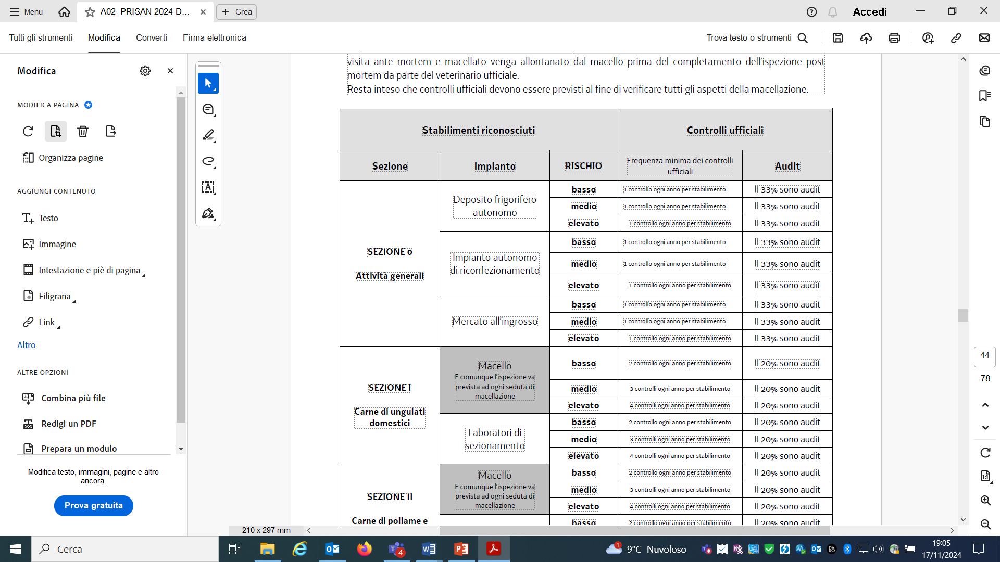 Menu
A02_PRISAN 2024 D...
Crea
Accedi
Tutti gli strumenti
Modifica
Converti
Firma elettronica
Trova testo o strumenti
Modifica
MODIFICA PAGINA
Organizza pagine
AGGIUNGI CONTENUTO
Testo
Immagine
Intestazione e piè di pagina
Filigrana
Link
Altro
ALTRE OPZIONI
Combina più file
Redigi un PDF
Prepara un modulo
Modifica testo, immagini, pagine e altro
ancora.
Prova gratuita
visita ante mortem e macellato venga allontanato dal macello prima del completamento dell'ispezione post
mortem da parte del veterinario ufficiale.
Resta inteso che controlli ufficiali devono essere previsti al fine di verificare tutti gli aspetti della macellazione.
Stabilimenti riconosciuti
Controlli ufficiali
Sezione
Impianto
RISCHIO
Frequenza minima dei controlli
ufficiali
Audit
SEZIONE 0
Attività generali
Deposito frigorifero
autonomo
basso 1 controllo ogni anno per stabilimento Il 33% sono audit
medio 1 controllo ogni anno per stabilimento Il 33% sono audit
elevato 1 controllo ogni anno per stabilimento Il 33% sono audit
Impianto autonomo
di riconfezionamento
basso 1 controllo ogni anno per stabilimento Il 33% sono audit
medio 1 controllo ogni anno per stabilimento Il 33% sono audit
elevato 1 controllo ogni anno per stabilimento Il 33% sono audit
Mercato all'ingrosso
basso 1 controllo ogni anno per stabilimento Il 33% sono audit
medio 1 controllo ogni anno per stabilimento Il 33% sono audit
elevato 1 controllo ogni anno per stabilimento Il 33% sono audit
SEZIONE I
Carne di ungulati
domestici
Macello
E comunque l'ispezione va
prevista ad ogni seduta di
macellazione
basso 2 controllo ogni anno per stabilimento Il 20% sono audit
medio 3 controlli ogni anno per stabilimento Il 20% sono audit
elevato 4 controlli ogni anno per stabilimento Il 20% sono audit
Laboratori di
sezionamento
basso 2 controllo ogni anno per stabilimento Il 20% sono audit
medio 3 controlli ogni anno per stabilimento Il 20% sono audit
elevato 4 controlli ogni anno per stabilimento Il 20% sono audit
SEZIONE II
Carne di pollame e
Macello
E comunque l'ispezione va
prevista ad ogni seduta di
macellazione
basso 2 controllo ogni anno per stabilimento Il 20% sono audit
medio 3 controlli ogni anno per stabilimento Il 20% sono audit
elevato 4 controlli ogni anno per stabilimento Il 20% sono audit
basso 2 controllo ogni anno per stabilimento Il 20% sono audit
44
78
210 x 297 mm
Cerca
4
1
9°C Nuvoloso
19:05
17/11/2024